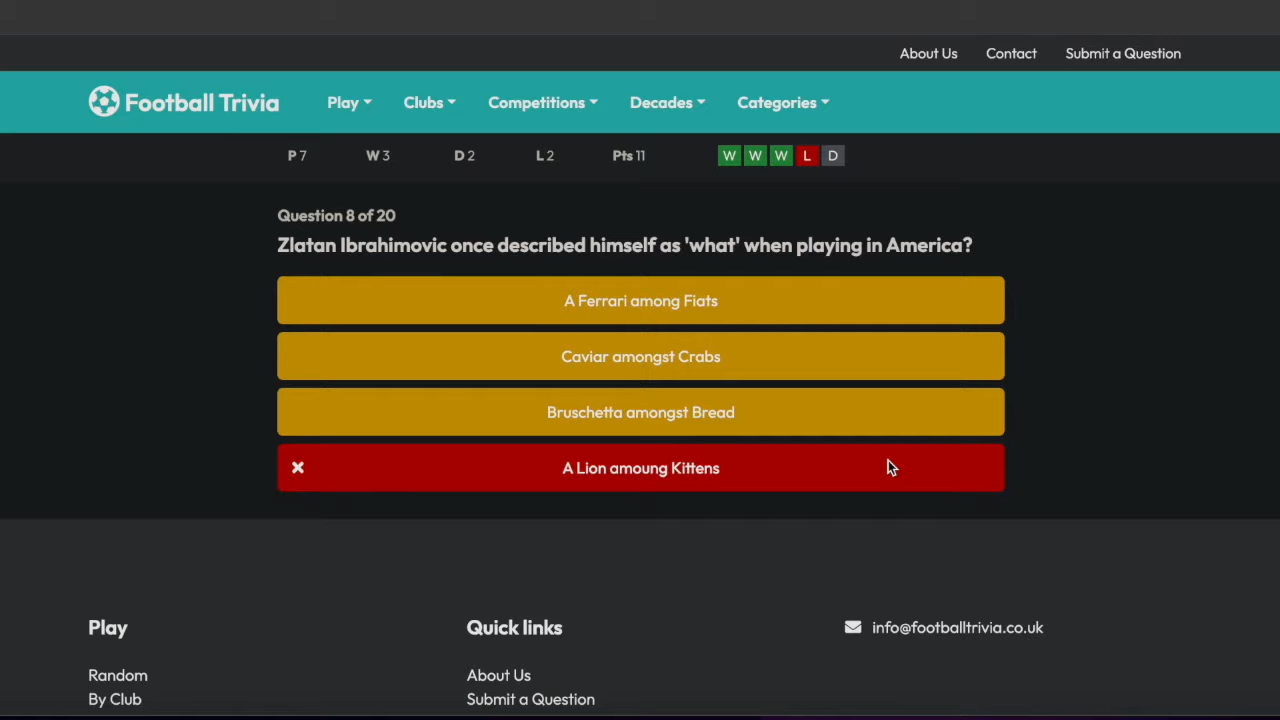 About Us Contact Submit a Question
Football Trivia Play Clubs Competitions Decades Categories
P 7 W 3 D 2 L 2 Pts 11 W W W L D
Question 8 of 20
Zlatan Ibrahimovic once described himself as 'what' when playing in America?
A Ferrari among Fiats
Caviar amongst Crabs
Bruschetta amongst Bread
A Lion amoung Kittens
Play Quick links info@footballtrivia.co.uk
Random About Us
By Club Submit a Question